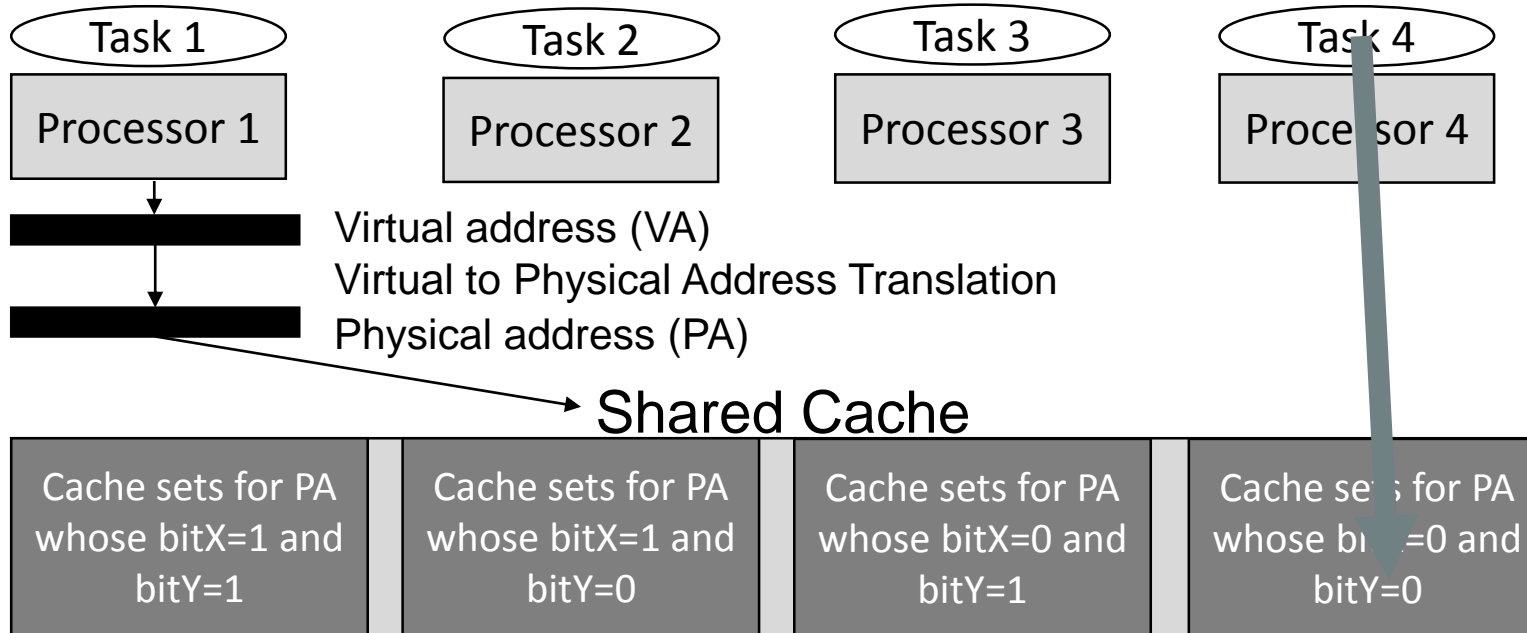 Task 1
Task 2
Task 3
Task 4
Processor 1
Processor 2
Processor 3
Processor 4
Virtual address (VA)
Virtual to Physical Address Translation
Physical address (PA)
Shared Cache
Cache sets for PA
whose bitX=1 and
bitY=1
Cache sets for PA
whose bitX=1 and
bitY=0
Cache sets for PA
whose bitX=0 and
bitY=1
Cache sets for PA
whose bitX=0 and
bitY=0